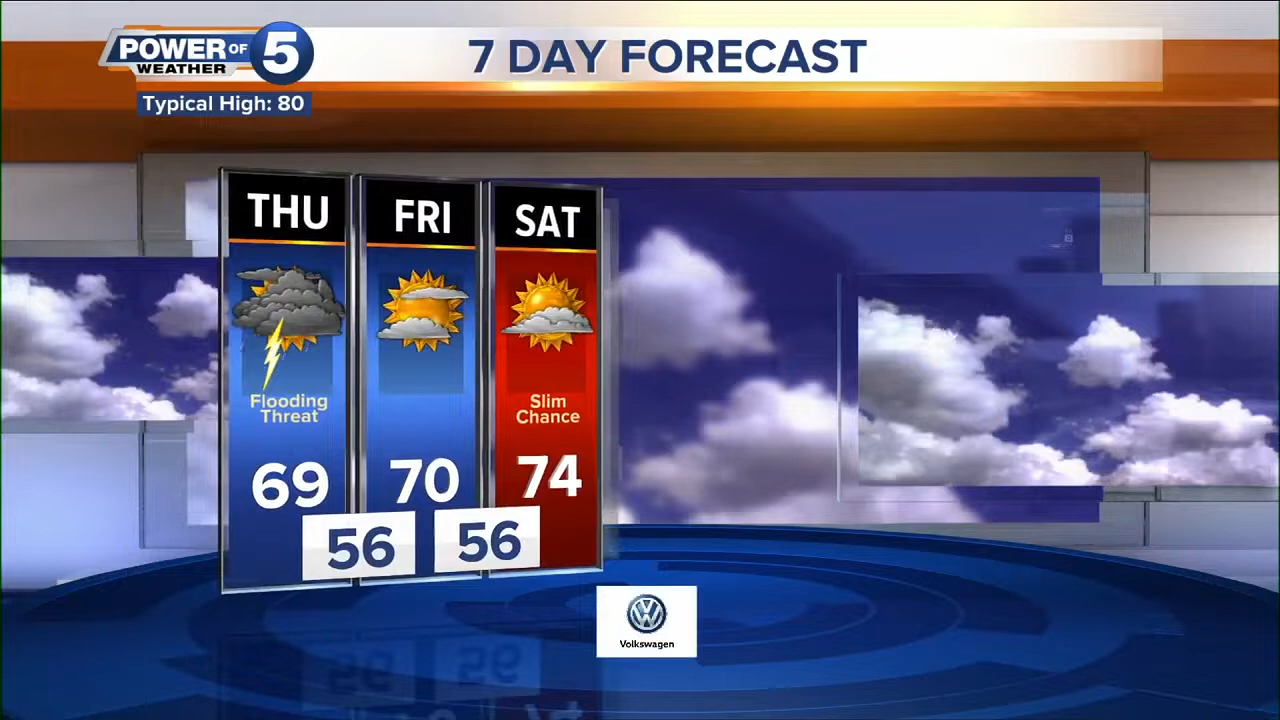 POWER OF 5
WEATHER
7 DAY FORECAST
Typical High: 80
THU
FRI
SAT
Flooding
Threat
Slim
Chance
69
70
74
56
56
Volkswagen